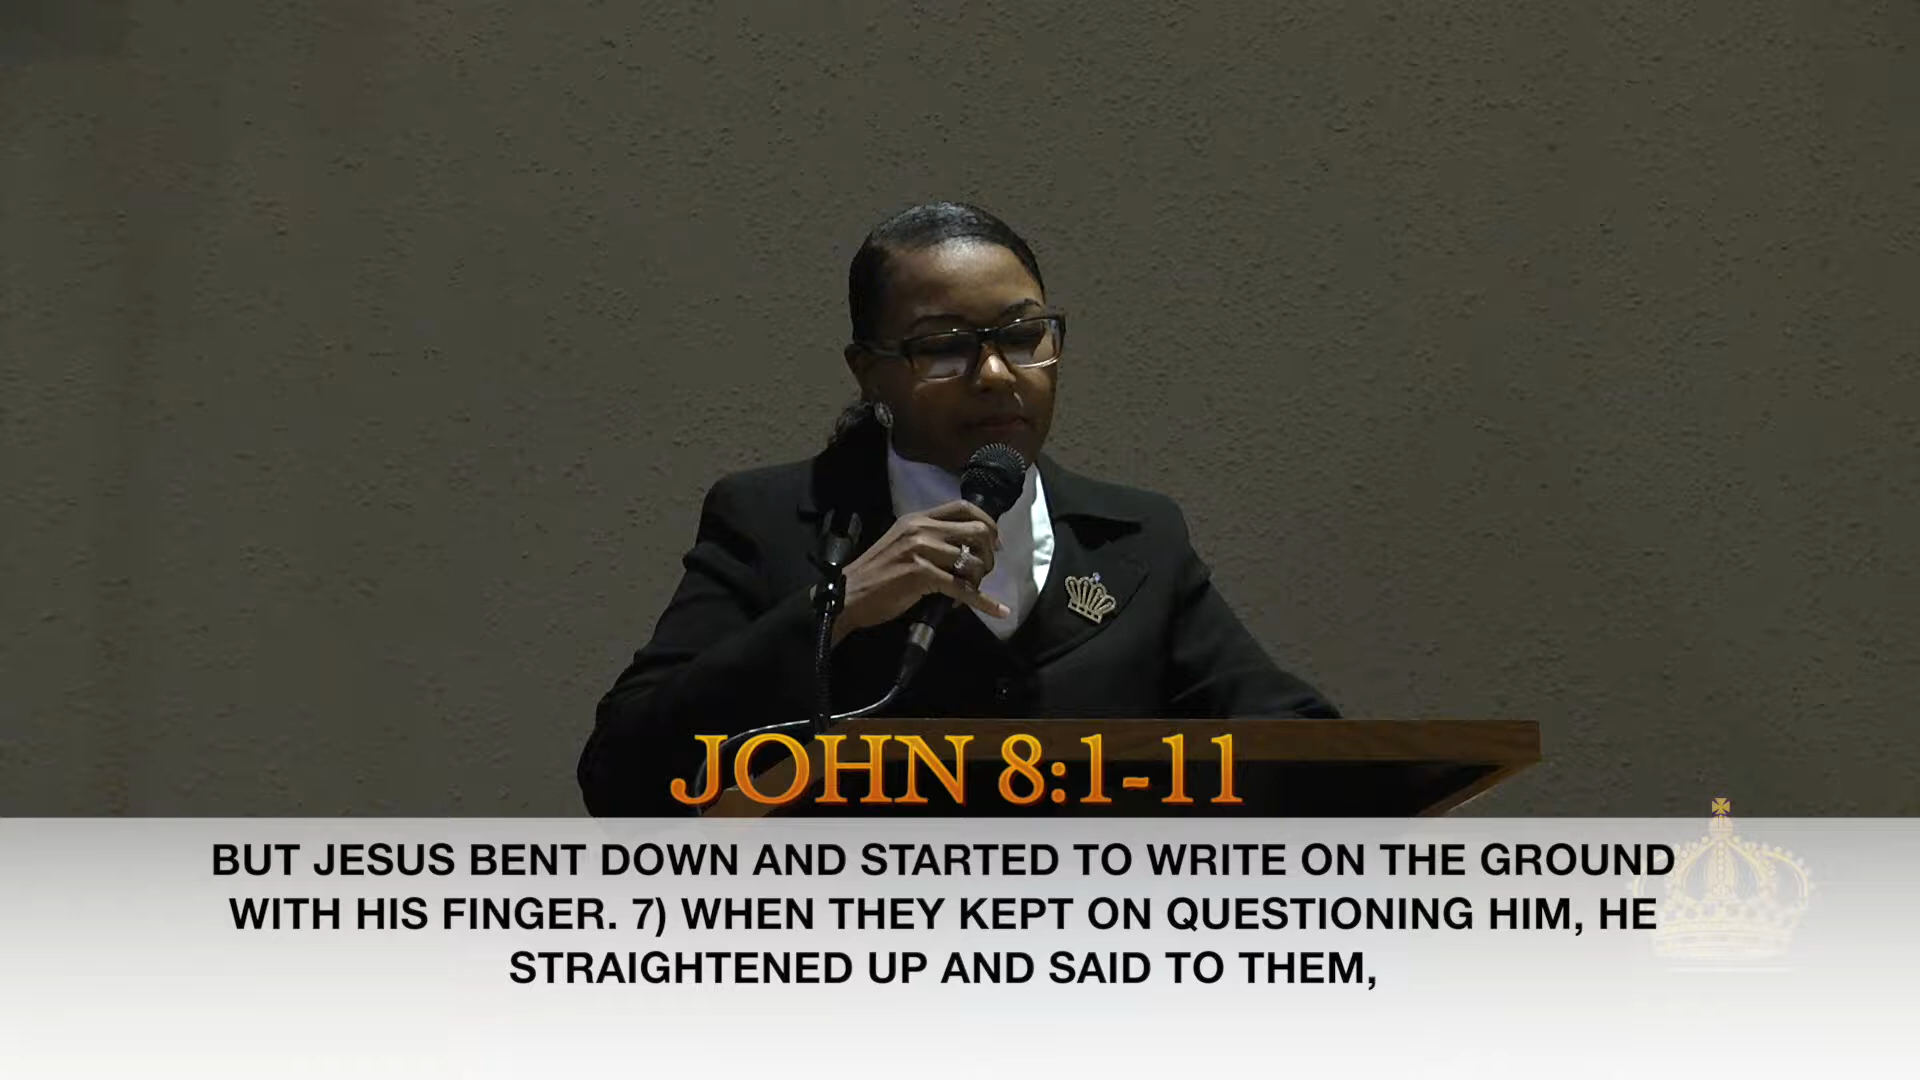 JOHN 8:1-11
BUT JESUS BENT DOWN AND STARTED TO WRITE ON THE GROUND
WITH HIS FINGER. 7) WHEN THEY KEPT ON QUESTIONING HIM, HE
STRAIGHTENED UP AND SAID TO THEM,